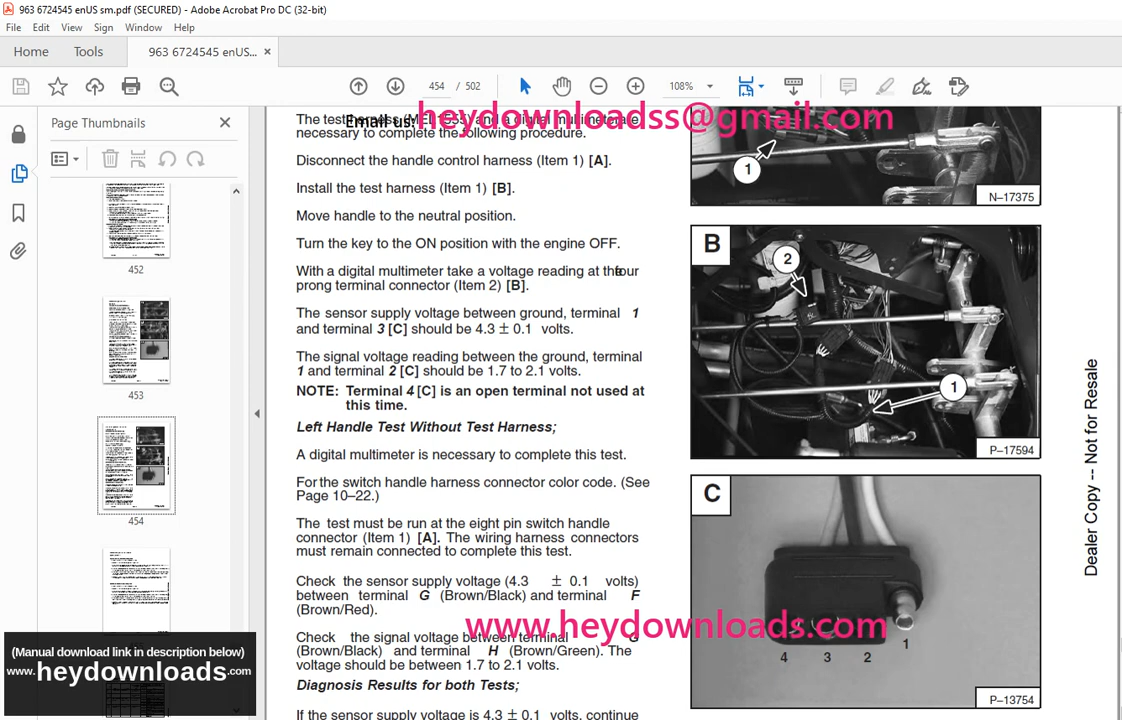 963 6724545 enUS sm.pdf (SECURED) - Adobe Acrobat Pro DC (32-bit)
File Edit View Sign Window Help
Home Tools 963 6724545 enUS... ×
454 / 502 108%
Page Thumbnails
452
453
454
Email us: heydownloadss@gmail.com
necessary to complete the following procedure.
Disconnect the handle control harness (Item 1) [A].
Install the test harness (Item 1) [B].
Move handle to the neutral position.
Turn the key to the ON position with the engine OFF.
With a digital multimeter take a voltage reading at the four
prong terminal connector (Item 2) [B].
The sensor supply voltage between ground, terminal 1
and terminal 3 [C] should be 4.3 ± 0.1 volts.
The signal voltage reading between the ground, terminal
1 and terminal 2 [C] should be 1.7 to 2.1 volts.
NOTE: Terminal 4 [C] is an open terminal not used at
this time.
Left Handle Test Without Test Harness;
A digital multimeter is necessary to complete this test.
For the switch handle harness connector color code. (See
Page 10–22.)
The test must be run at the eight pin switch handle
connector (Item 1) [A]. The wiring harness connectors
must remain connected to complete this test.
Check the sensor supply voltage (4.3 ± 0.1 volts)
between terminal G (Brown/Black) and terminal F
(Brown/Red).
www.heydownloads.com
Check the signal voltage between terminal G
(Brown/Black) and terminal H (Brown/Green). The
voltage should be between 1.7 to 2.1 volts.
Diagnosis Results for both Tests;
If the sensor supply voltage is 4.3 ± 0.1 volts, continue
1
N–17375
B
2
1
P–17594
C
4 3 2 1
P–13754
Dealer Copy -- Not for Resale
(Manual download link in description below)
www.heydownloads.com